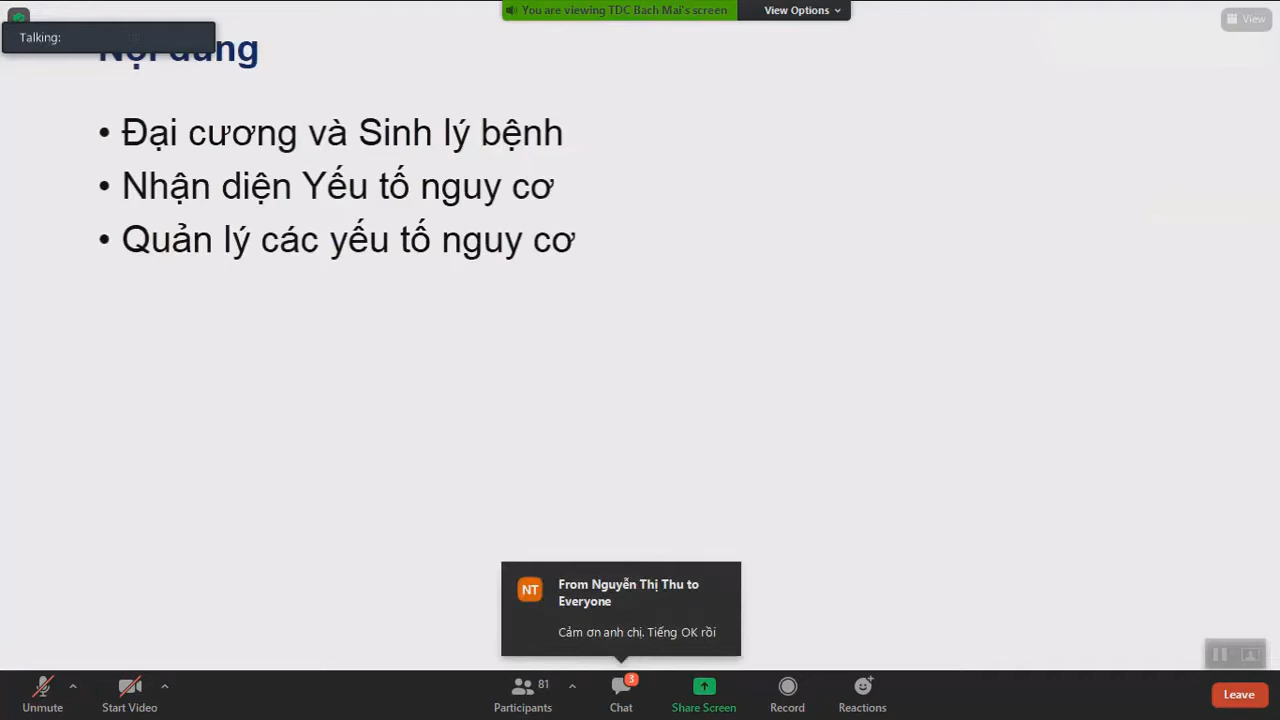 You are viewing TDC Bach Mai's screen
View Options
View
Talking:
Nội dung
• Đại cương và Sinh lý bệnh
• Nhận diện Yếu tố nguy cơ
• Quản lý các yếu tố nguy cơ
NT
From Nguyễn Thị Thu to
Everyone
Cảm ơn anh chị. Tiếng OK rồi
Unmute
Start Video
81
Participants
3
Chat
Share Screen
Record
Reactions
Leave